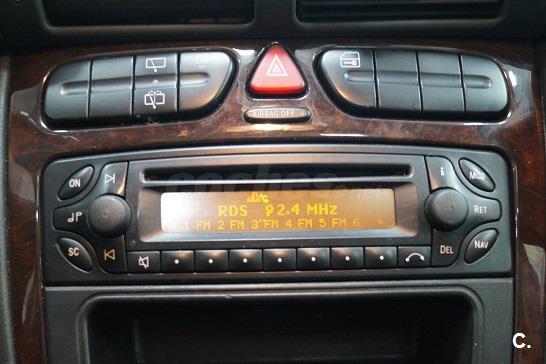 AIRBAG OFF
ON
i
MOD
RDS 92.4 MHz
1 FM 2 FM 3 FM 4 FM 5 FM 6
RET
SC
DEL
NAV
C.